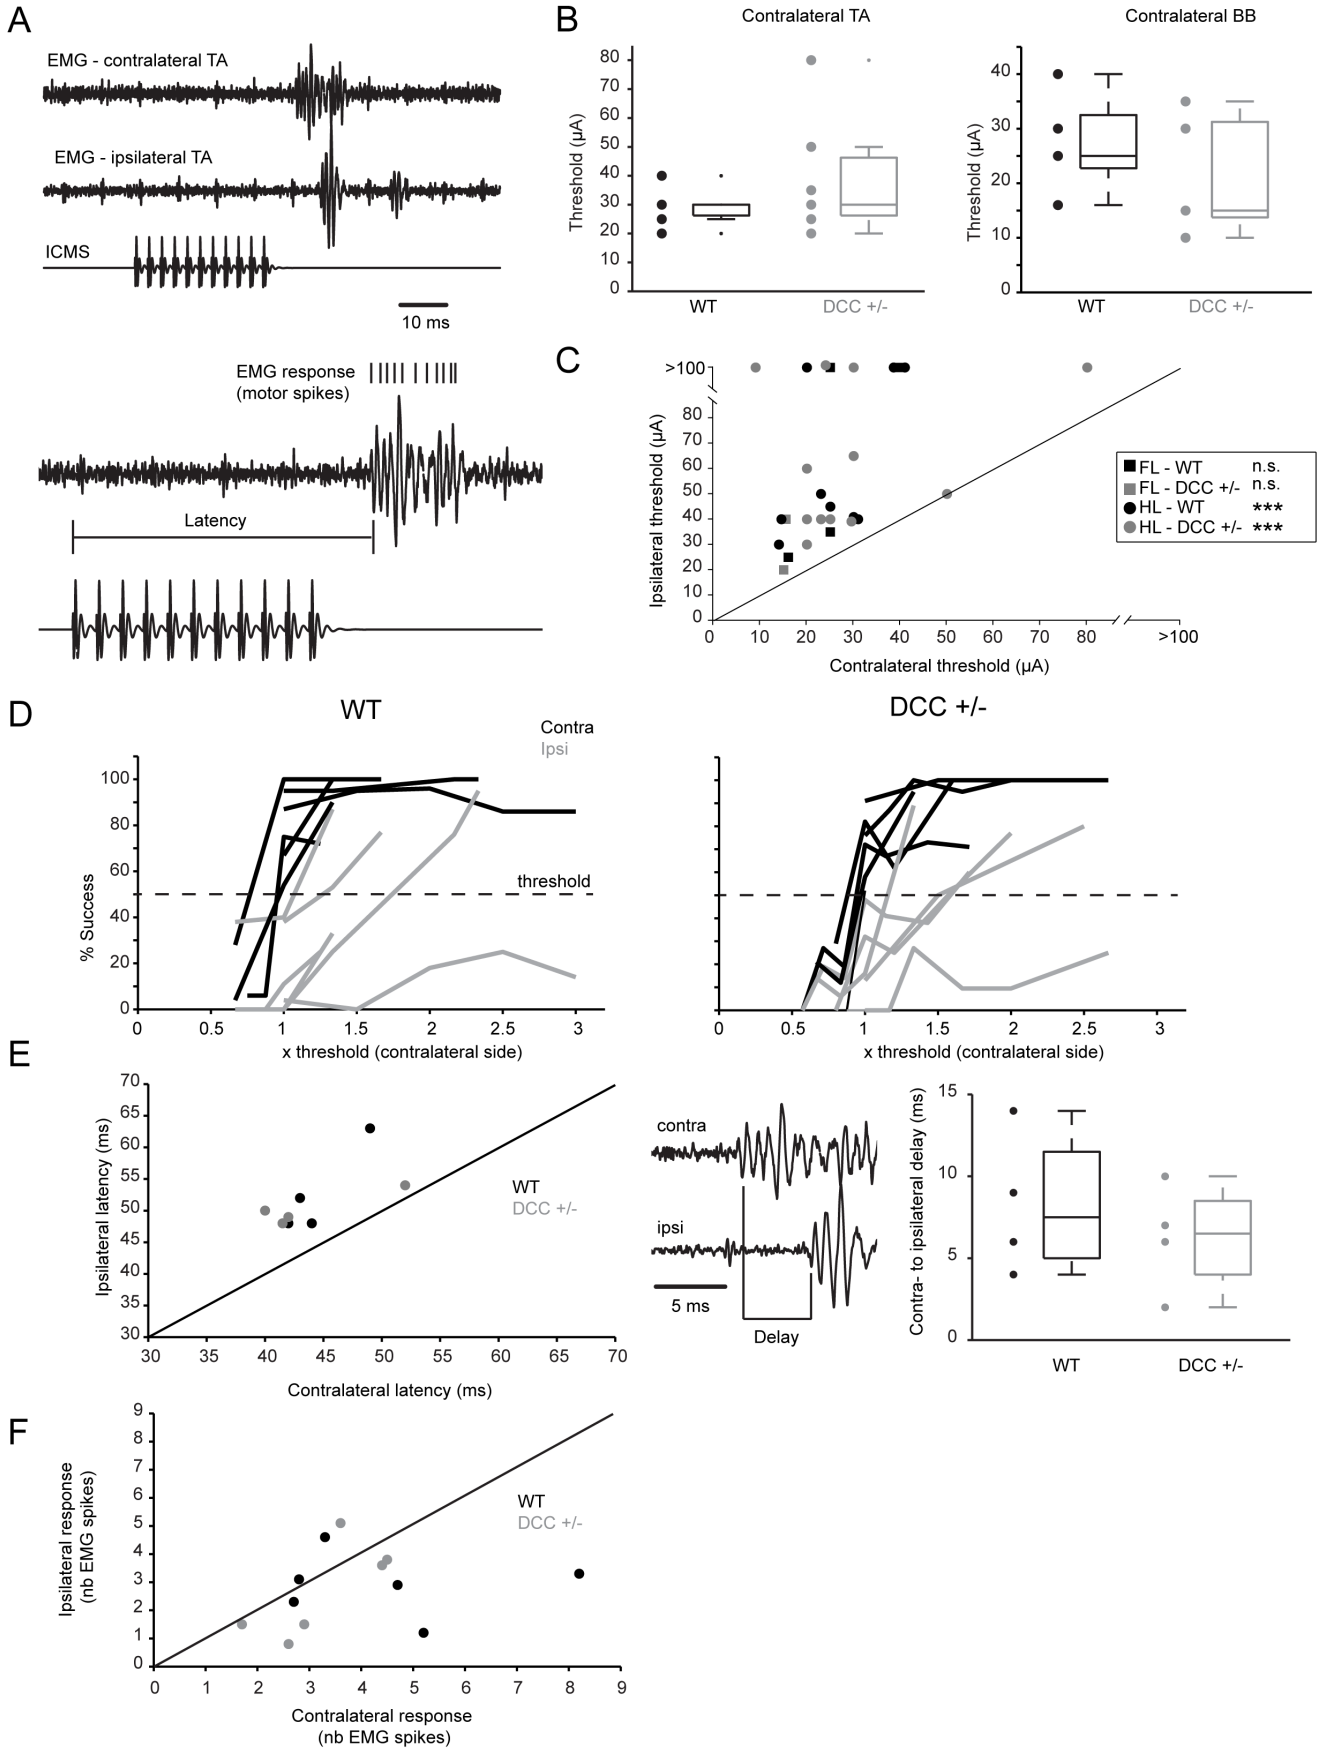 A
EMG - contralateral TA
EMG - ipsilateral TA
ICMS
10 ms
EMG response
(motor spikes)
Latency
B
Contralateral TA
Threshold (µA)
80
70
60
50
40
30
20
10
0
WT
DCC +/-
Contralateral BB
Threshold (µA)
40
30
20
10
0
WT
DCC +/-
C
Ipsilateral threshold (µA)
>100
80
70
60
50
40
30
20
10
0
0 10 20 30 40 50 60 70 80 >100
Contralateral threshold (µA)
FL - WT n.s.
FL - DCC +/- n.s.
HL - WT ***
HL - DCC +/- ***
D
WT
Contra
Ipsi
% Success
100
80
60
40
20
0
threshold
0 0.5 1 1.5 2 2.5 3
x threshold (contralateral side)
DCC +/-
0 0.5 1 1.5 2 2.5 3
x threshold (contralateral side)
E
Ipsilateral latency (ms)
70
65
60
55
50
45
40
35
30
WT
DCC +/-
30 35 40 45 50 55 60 65 70
Contralateral latency (ms)
contra
ipsi
5 ms
Delay
Contra- to ipsilateral delay (ms)
15
10
5
0
WT
DCC +/-
F
Ipsilateral response
(nb EMG spikes)
9
8
7
6
5
4
3
2
1
0
WT
DCC +/-
0 1 2 3 4 5 6 7 8 9
Contralateral response
(nb EMG spikes)